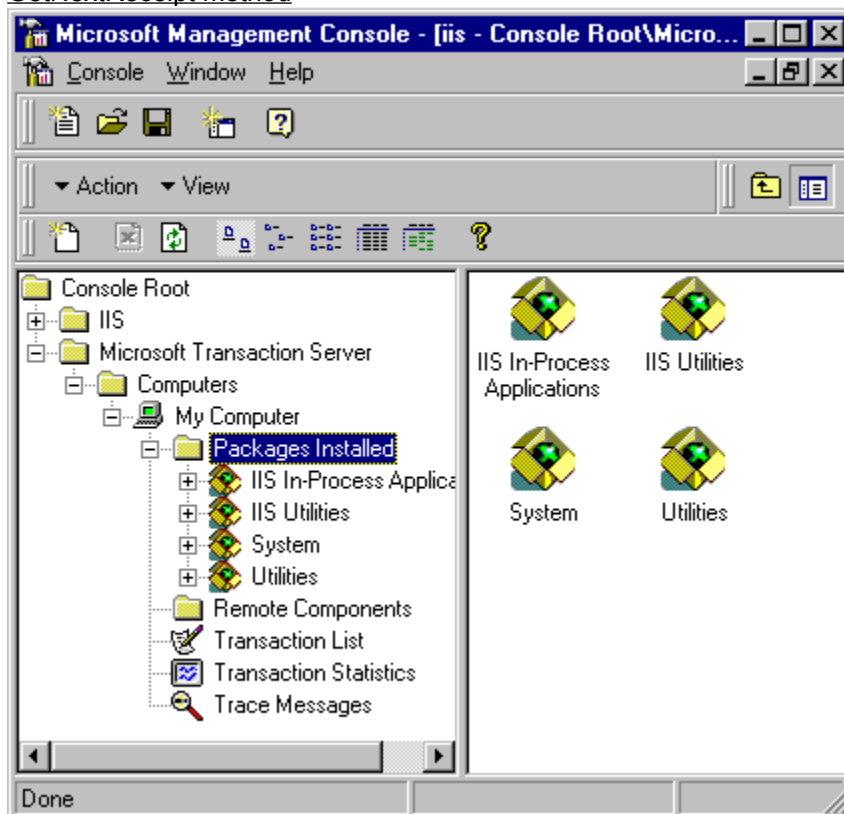 GetNextReceipt method
Microsoft Management Console - [iis - Console Root\Micro...
Console Window Help
Action View
Console Root
IIS
Microsoft Transaction Server
Computers
My Computer
Packages Installed
IIS In-Process Applica
IIS Utilities
System
Utilities
Remote Components
Transaction List
Transaction Statistics
Trace Messages
IIS In-Process
Applications
IIS Utilities
System
Utilities
Done